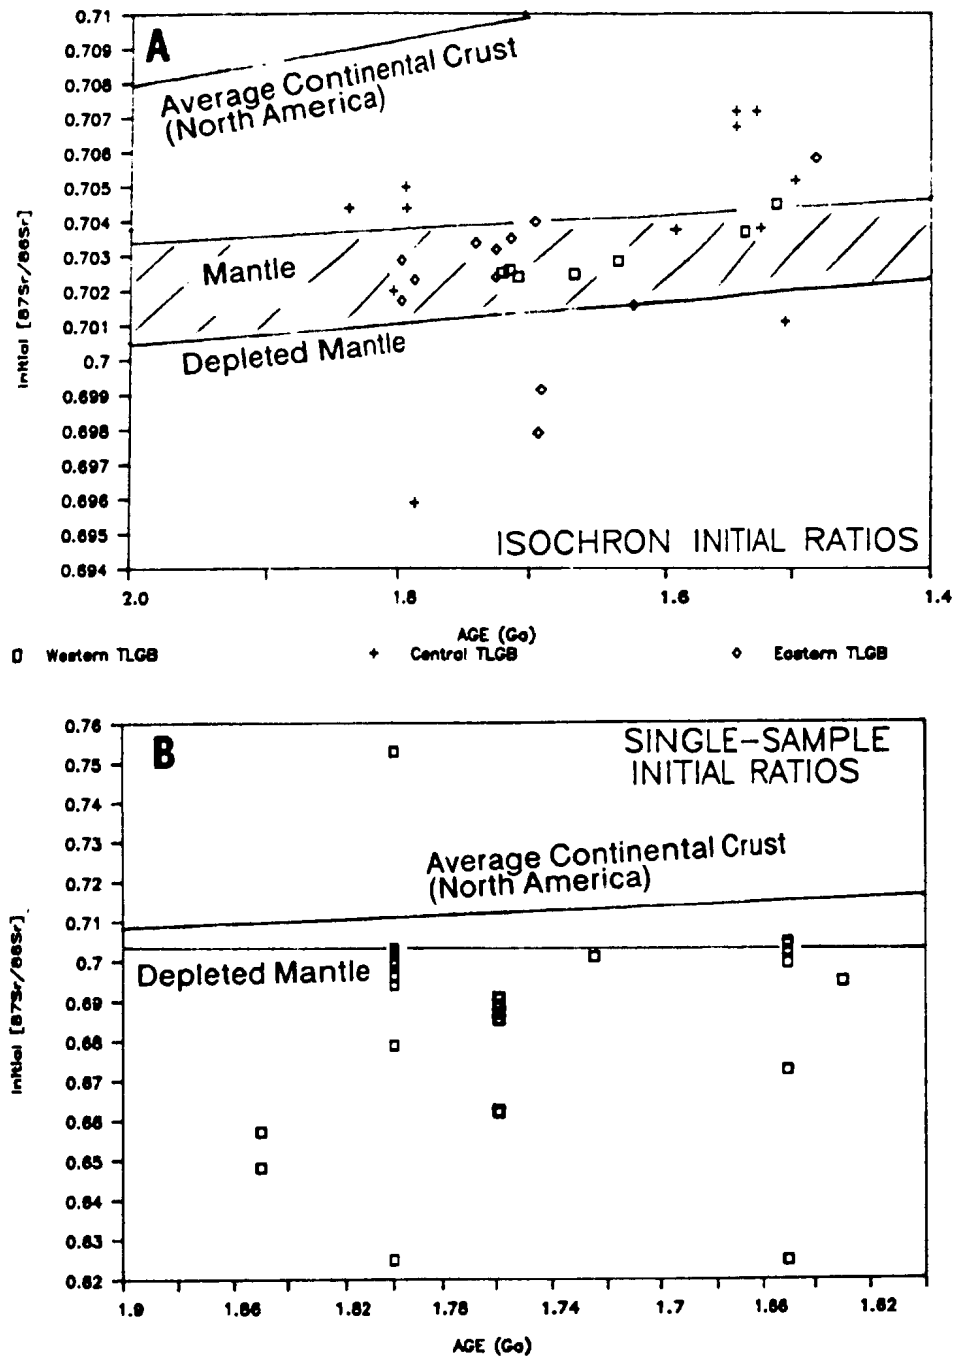 A
0.71
0.709
0.708
0.707
0.706
0.705
0.704
0.703
0.702
0.701
0.7
0.699
0.698
0.697
0.696
0.695
0.694
Initial [87Sr/86Sr]
Average Continental Crust
(North America)
Mantle
Depleted Mantle
ISOCHRON INITIAL RATIOS
2.0 1.8 1.6 1.4
AGE (Ga)
Western TLGB Central TLGB Eastern TLGB
B
SINGLE-SAMPLE
INITIAL RATIOS
0.76
0.75
0.74
0.73
0.72
0.71
0.7
0.69
0.68
0.67
0.66
0.65
0.64
0.63
0.62
Initial [87Sr/86Sr]
Average Continental Crust
(North America)
Depleted Mantle
1.9 1.86 1.82 1.78 1.74 1.7 1.66 1.62
AGE (Ga)